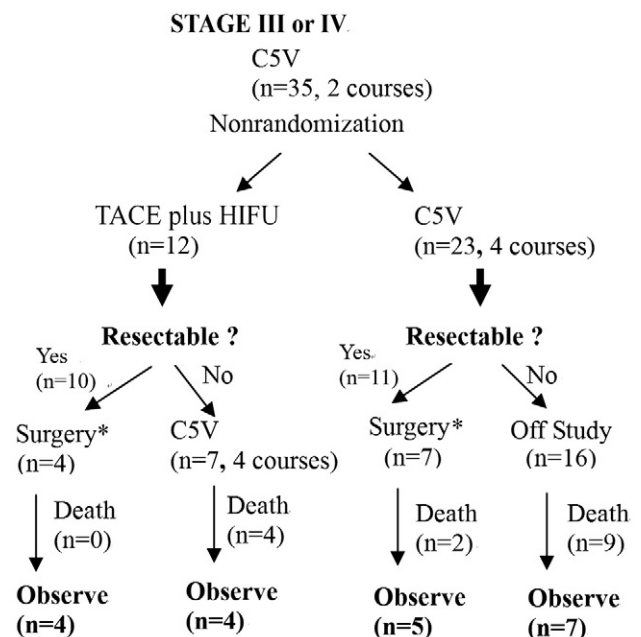 STAGE III or IV
C5V
(n=35, 2 courses)
Nonrandomization
TACE plus HIFU
(n=12)
C5V
(n=23, 4 courses)
Resectable ?
Resectable ?
Yes
(n=10)
No
Yes
(n=11)
No
Surgery*
(n=4)
C5V
(n=7, 4 courses)
Surgery*
(n=7)
Off Study
(n=16)
Death
(n=0)
Death
(n=4)
Death
(n=2)
Death
(n=9)
Observe
(n=4)
Observe
(n=4)
Observe
(n=5)
Observe
(n=7)